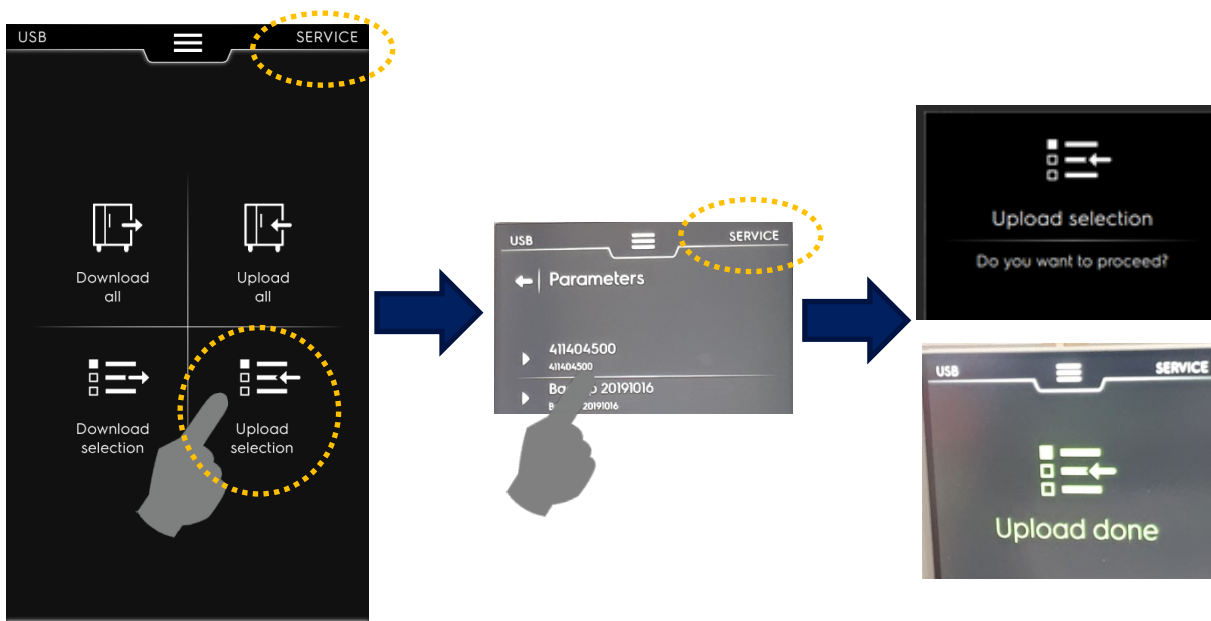 USB
SERVICE
Download
all
Upload
all
Download
selection
Upload
selection
USB
SERVICE
Parameters
411404500
411404500
20191016
20191016
Upload selection
Do you want to proceed?
USB
SERVICE
Upload done